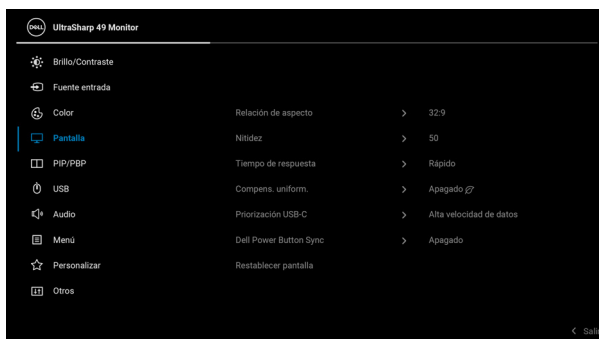 DELL UltraSharp 49 Monitor
Brillo/Contraste
Fuente entrada
Color Relación de aspecto > 32:9
Pantalla Nitidez > 50
PIP/PBP Tiempo de respuesta > Rápido
USB Compens. uniform. > Apagado
Audio Priorización USB-C > Alta velocidad de datos
Menú Dell Power Button Sync > Apagado
Personalizar Restablecer pantalla
Otros
< Sali